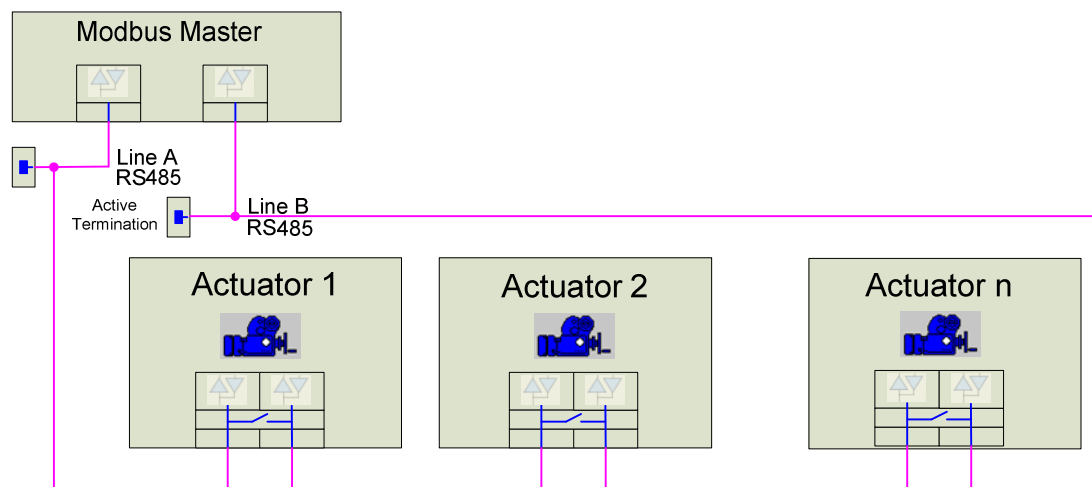 Modbus Master
Line A
RS485
Active
Termination
Line B
RS485
Actuator 1
Actuator 2
Actuator n